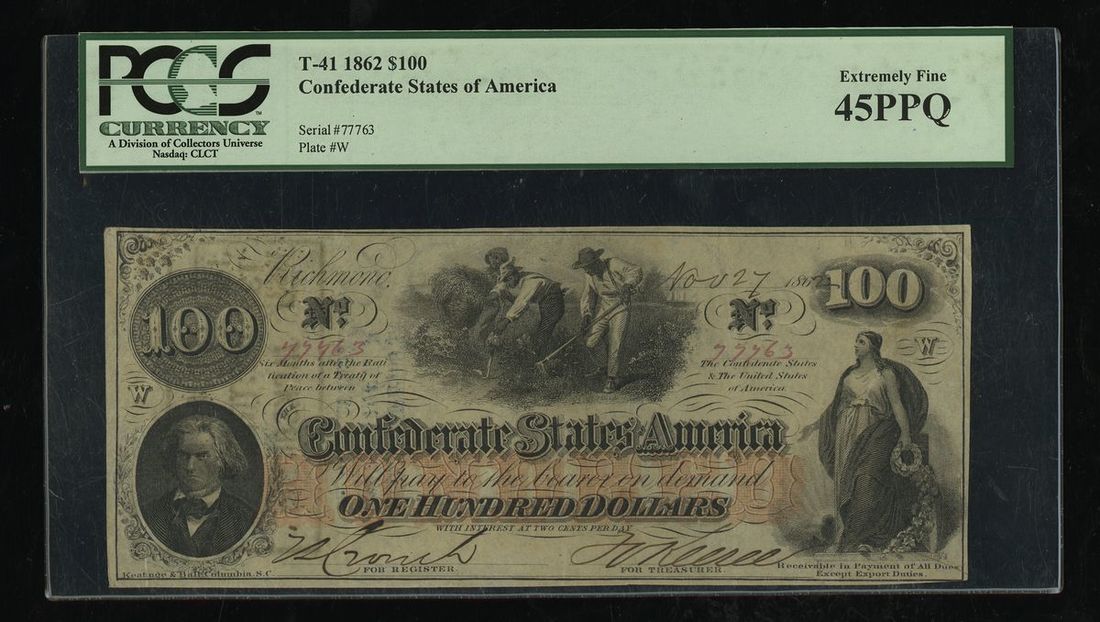 PCGS
CURRENCY
A Division of Collectors Universe
Nasdaq: CLCT
T-41 1862 $100
Confederate States of America
Serial #77763
Plate #W
Extremely Fine
45PPQ
Richmond,
Nov 27 1862
100
100
No.
No.
77763
77763
Six Months after the Rati
fication of a Treaty of
Peace between
The Confederate States
& The United States
of America
W
W
Confederate States of America
Will pay to the bearer on demand
ONE HUNDRED DOLLARS
WITH INTEREST AT TWO CENTS PER DAY
FOR REGISTER.
FOR TREASURER.
Keatinge & Ball, Columbia, S.C.
Receivable in Payment of All Dues
Except Export Duties.